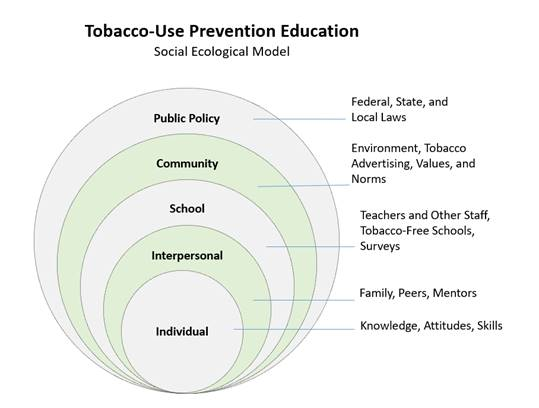 Tobacco-Use Prevention Education
Social Ecological Model
Public Policy
Federal, State, and
Local Laws
Community
Environment, Tobacco
Advertising, Values, and
Norms
School
Teachers and Other Staff,
Tobacco-Free Schools,
Surveys
Interpersonal
Family, Peers, Mentors
Individual
Knowledge, Attitudes, Skills